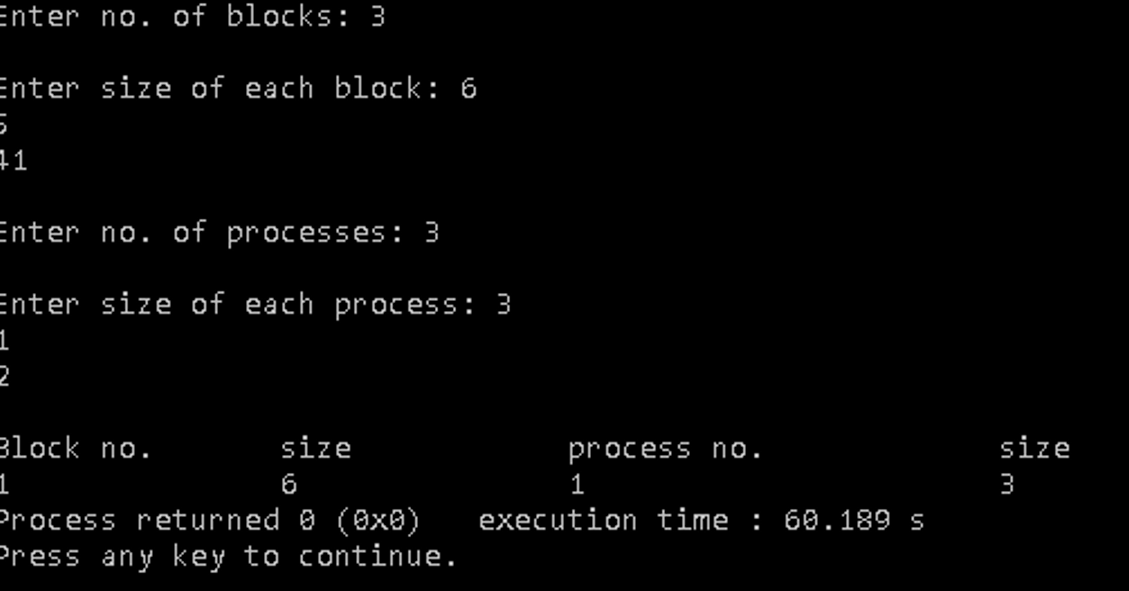 Enter no. of blocks: 3
Enter size of each block: 6
5
41
Enter no. of processes: 3
Enter size of each process: 3
1
2
Block no. size process no. size
1 6 1 3
Process returned 0 (0x0) execution time : 60.189 s
Press any key to continue.